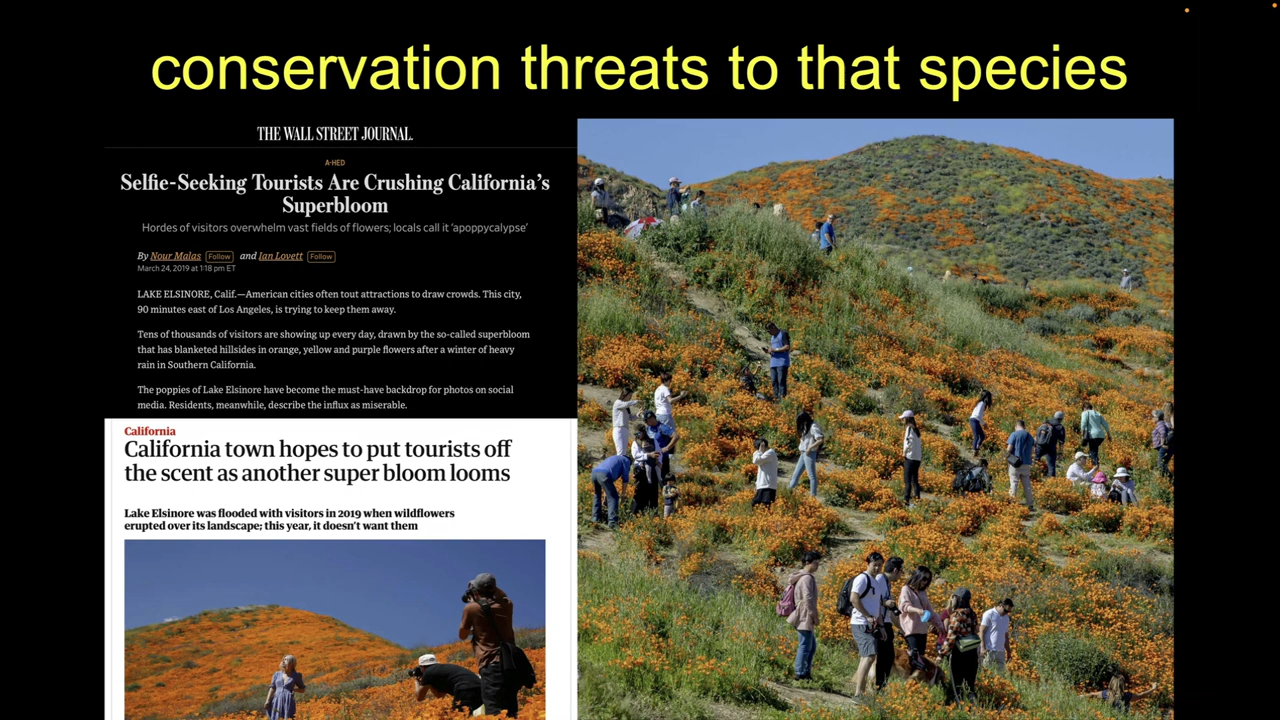 conservation threats to that species
THE WALL STREET JOURNAL.
A-HED
Selfie-Seeking Tourists Are Crushing California’s
Superbloom
Hordes of visitors overwhelm vast fields of flowers; locals call it ‘apoppycalypse’
By Nour Malas Follow and Ian Lovett Follow
March 24, 2019 at 1:18 pm ET
LAKE ELSINORE, Calif.—American cities often tout attractions to draw crowds. This city,
90 minutes east of Los Angeles, is trying to keep them away.
Tens of thousands of visitors are showing up every day, drawn by the so-called superbloom
that has blanketed hillsides in orange, yellow and purple flowers after a winter of heavy
rain in Southern California.
The poppies of Lake Elsinore have become the must-have backdrop for photos on social
media. Residents, meanwhile, describe the influx as miserable.
California
California town hopes to put tourists off
the scent as another super bloom looms
Lake Elsinore was flooded with visitors in 2019 when wildflowers
erupted over its landscape; this year, it doesn’t want them